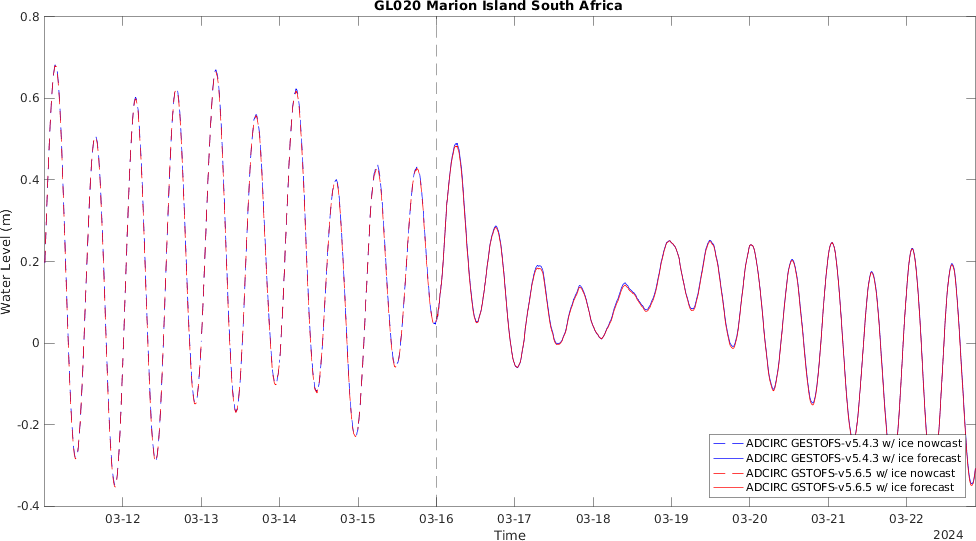 GL020 Marion Island South Africa
0.8
0.6
0.4
0.2
0
-0.2
-0.4
Water Level (m)
ADCIRC GESTOFS-v5.4.3 w/ ice nowcast
ADCIRC GESTOFS-v5.4.3 w/ ice forecast
ADCIRC GSTOFS-v5.6.5 w/ ice nowcast
ADCIRC GSTOFS-v5.6.5 w/ ice forecast
03-12 03-13 03-14 03-15 03-16 03-17 03-18 03-19 03-20 03-21 03-22
Time
2024